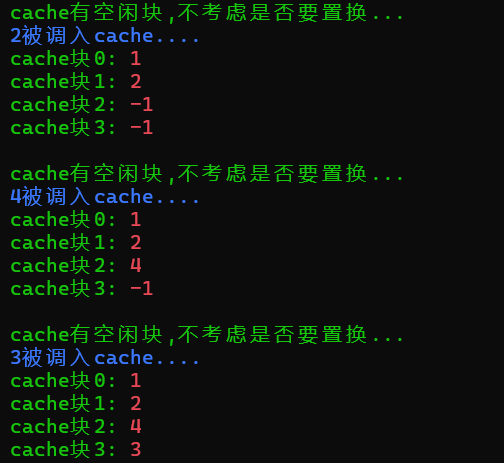 cache有空闲块,不考虑是否要置换...
2被调入cache....
cache块0: 1
cache块1: 2
cache块2: -1
cache块3: -1
cache有空闲块,不考虑是否要置换...
4被调入cache....
cache块0: 1
cache块1: 2
cache块2: 4
cache块3: -1
cache有空闲块,不考虑是否要置换...
3被调入cache....
cache块0: 1
cache块1: 2
cache块2: 4
cache块3: 3